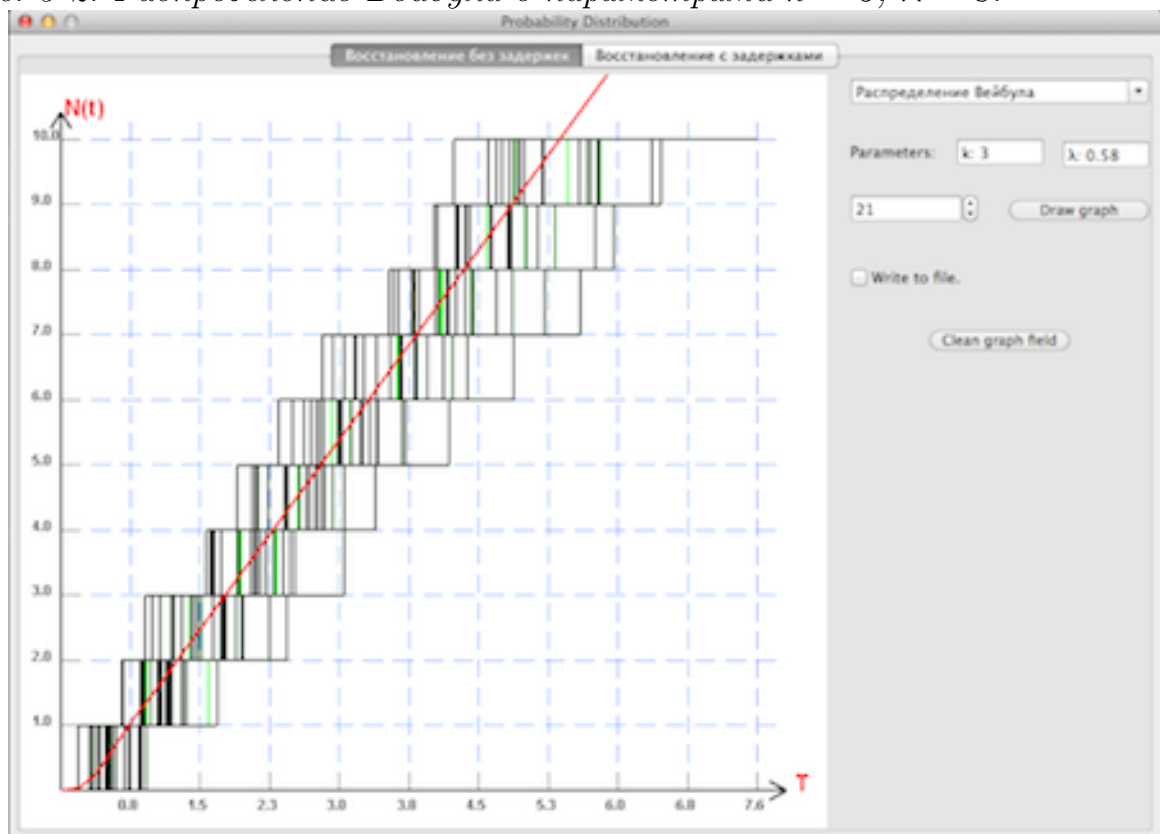 Probability Distribution
Восстановление без задержек
Восстановление с задержками
N(t)
10.0
9.0
8.0
7.0
6.0
5.0
4.0
3.0
2.0
1.0
0.8 1.5 2.3 3.0 3.8 4.5 5.3 6.0 6.8 7.6
T
Распределение Вейбула
Parameters: k: 3 λ: 0.58
21
Draw graph
Write to file.
Clean graph field